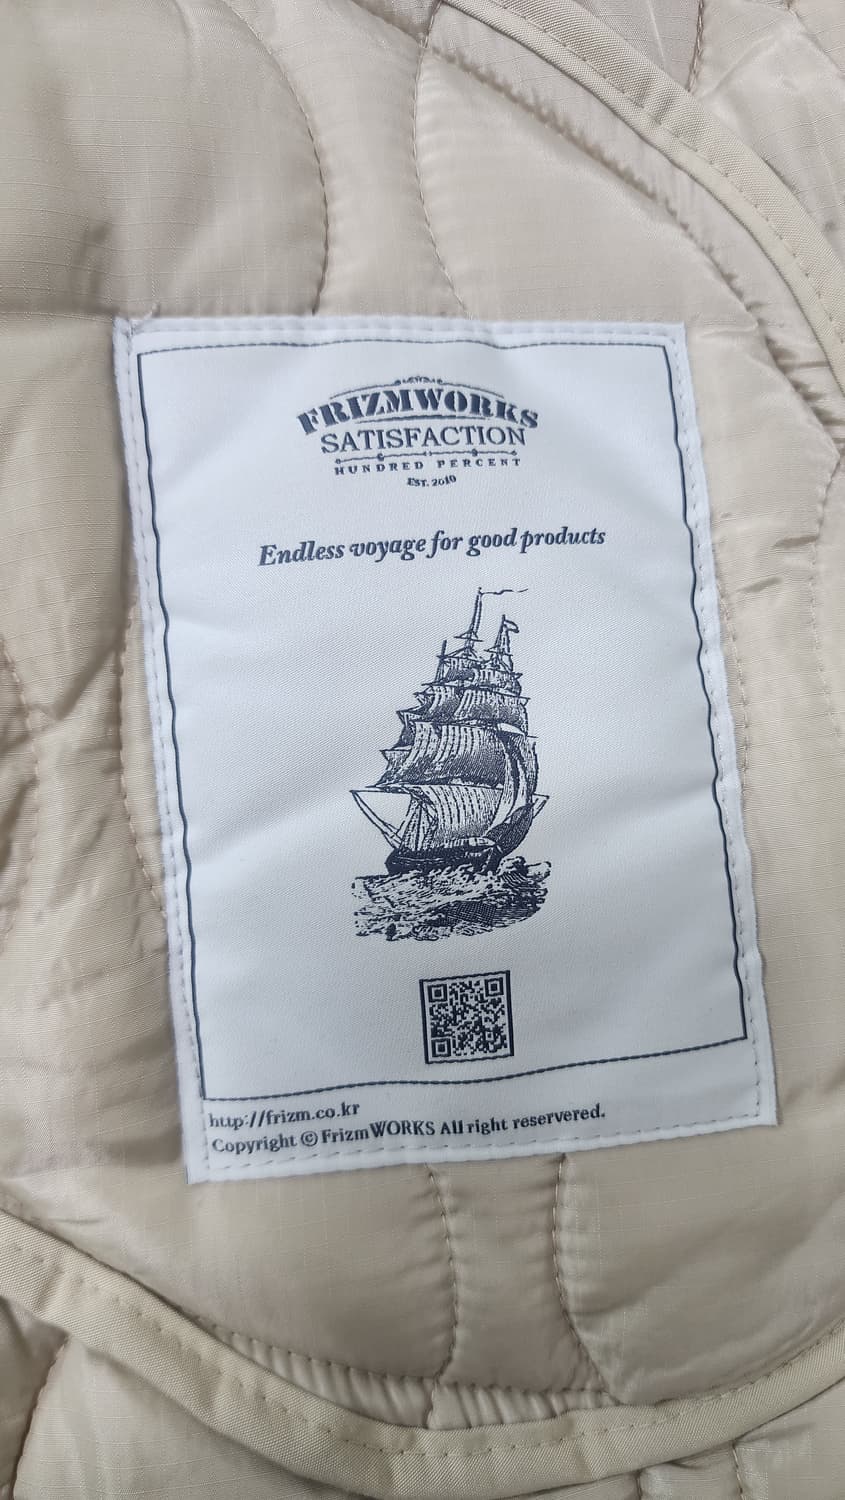 FRIZMWORKS
SATISFACTION
HUNDRED PERCENT
EST. 2010
Endless voyage for good products
http://frizm.co.kr
Copyright © FrizmWORKS All right reservered.